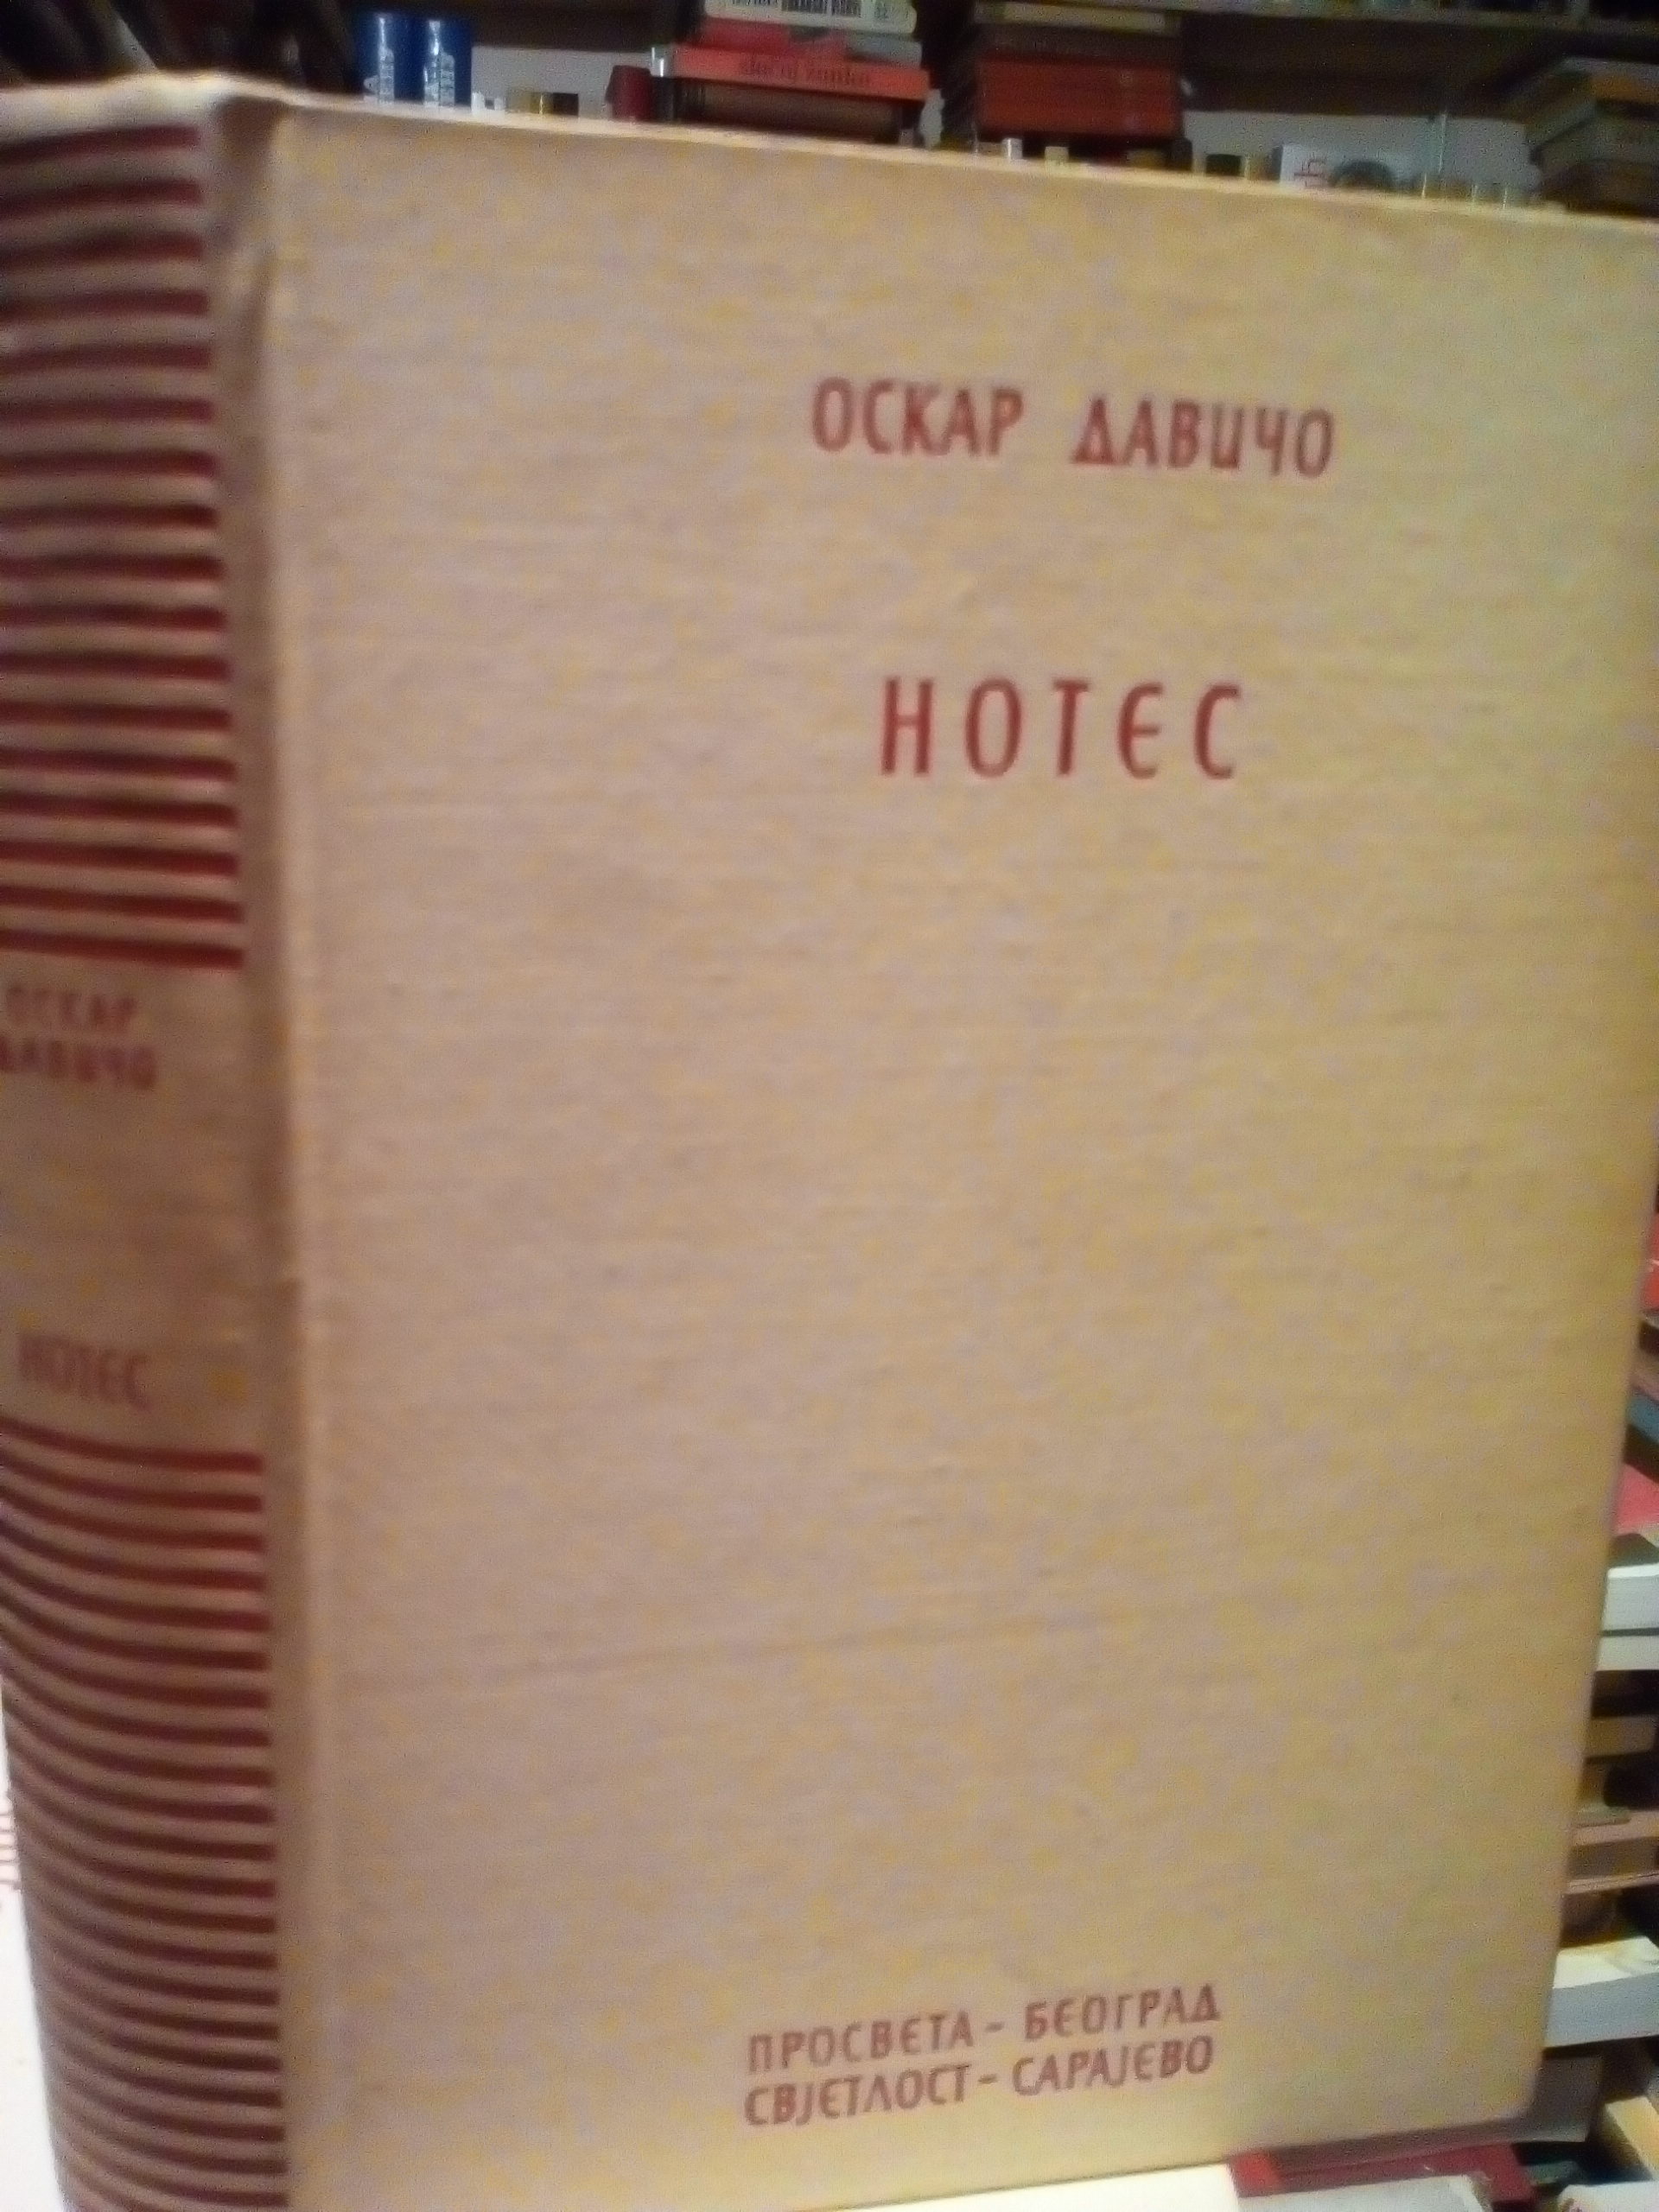 ОСКАР ДАВИЧО
НОТЕС
ПРОСВЕТА - БЕОГРАД
СВЈЕТЛОСТ - САРАЈЕВО
ОСКАР
ДАВИЧО
НОТЕС